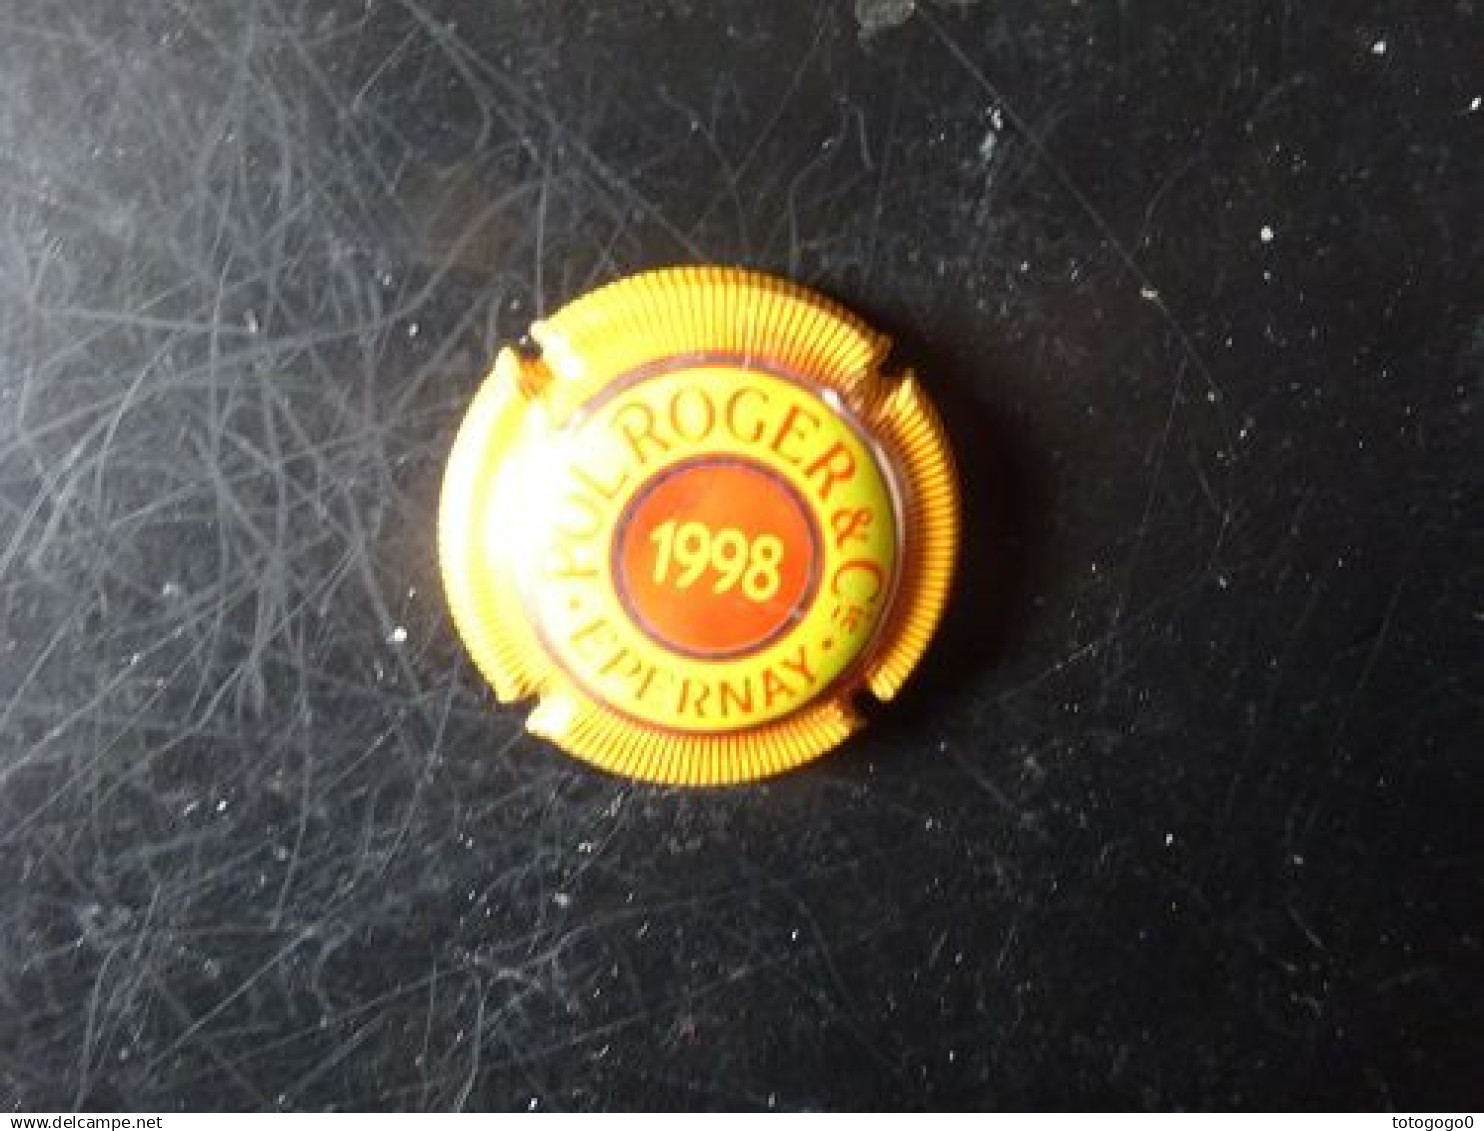 POL ROGER & Cie
· EPERNAY ·
1998
www.delcampe.net
totogogo0